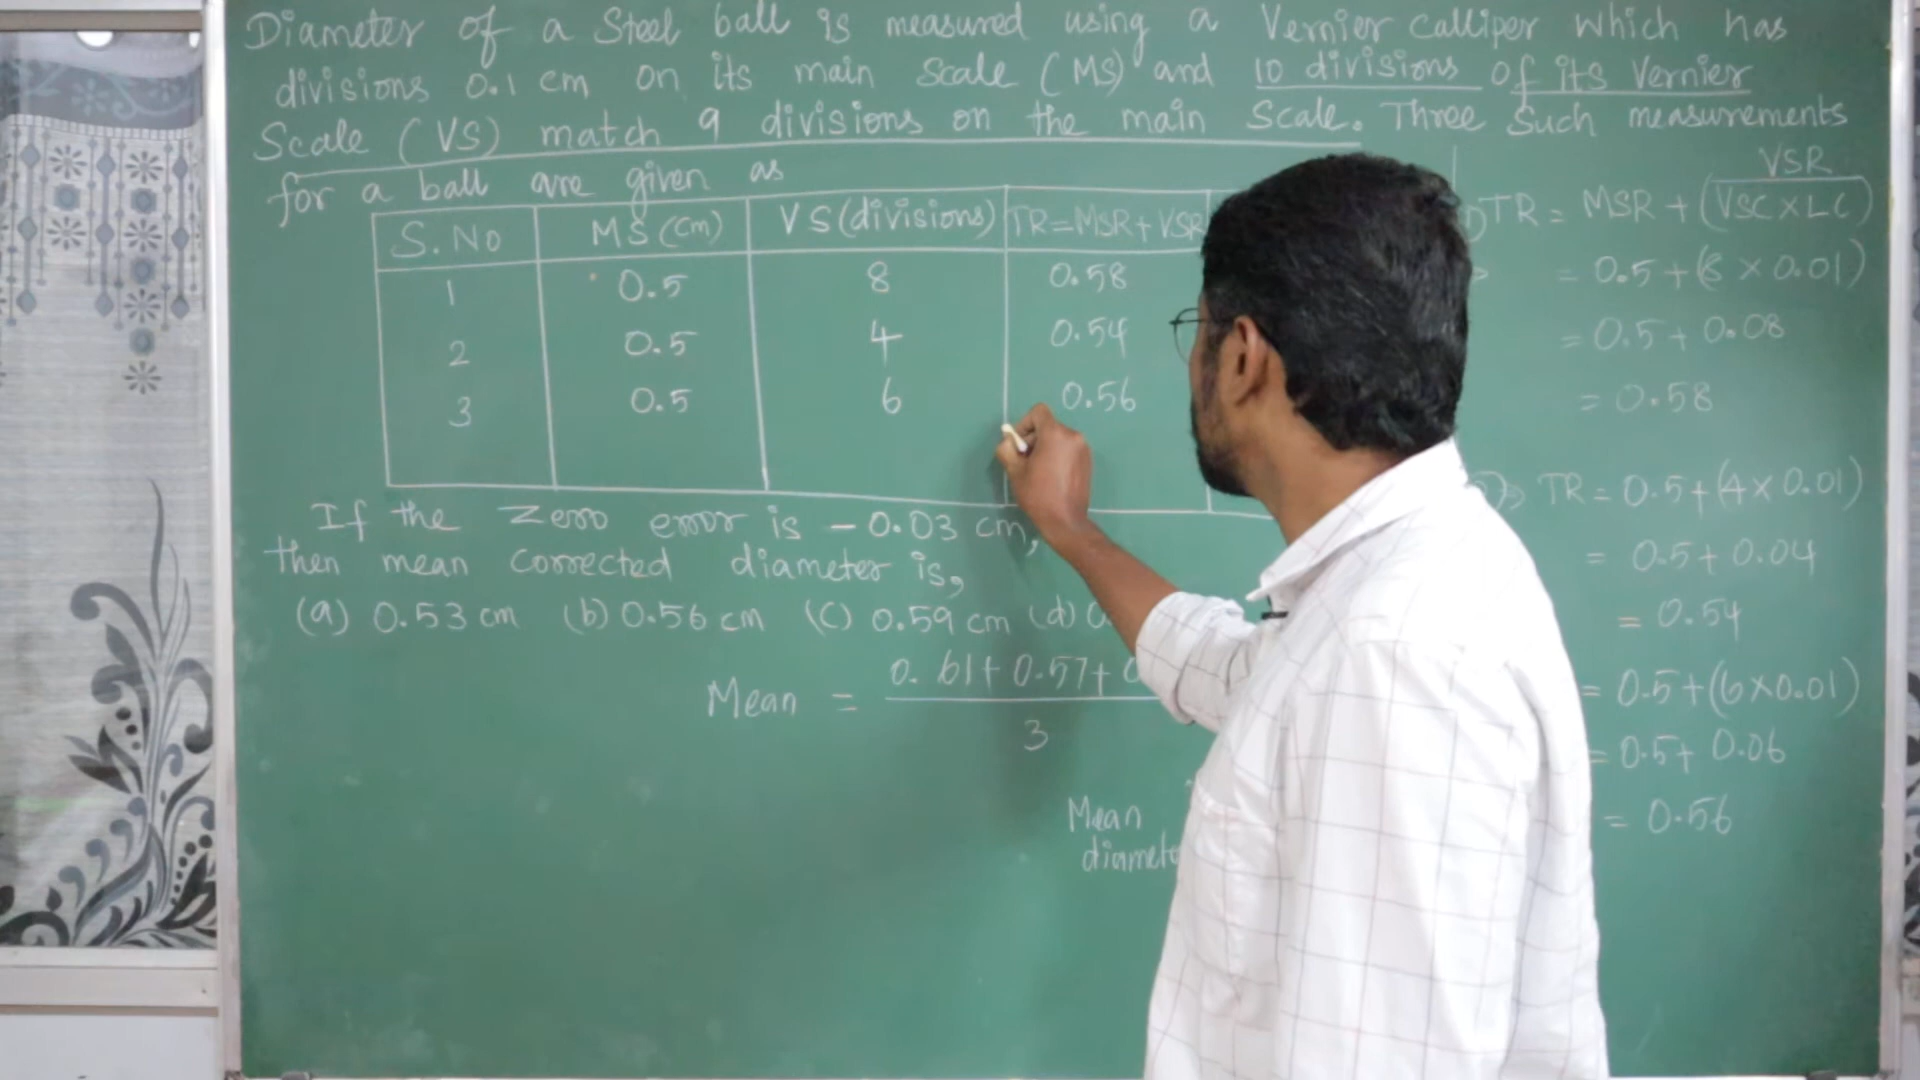 Diameter of a Steel ball is measured using a Vernier Calliper which has
divisions 0.1 cm on its main Scale (MS) and 10 divisions of its Vernier
Scale (VS) match 9 divisions on the main Scale. Three such measurements
for a ball are given as
S.No MS(cm) VS(divisions) TR=MSR+VSR
1 0.5 8 0.58
2 0.5 4 0.54
3 0.5 6 0.56
If the Zero error is -0.03 cm,
then mean corrected diameter is,
(a) 0.53 cm (b) 0.56 cm (c) 0.59 cm (d) 0.
Mean = 0.61+0.57+0
3
Mean
diamete
VSR
TR = MSR + (VSC×LC)
= 0.5+(8×0.01)
= 0.5+0.08
= 0.58
TR = 0.5+(4×0.01)
= 0.5+0.04
= 0.54
= 0.5+(6×0.01)
= 0.5+0.06
= 0.56